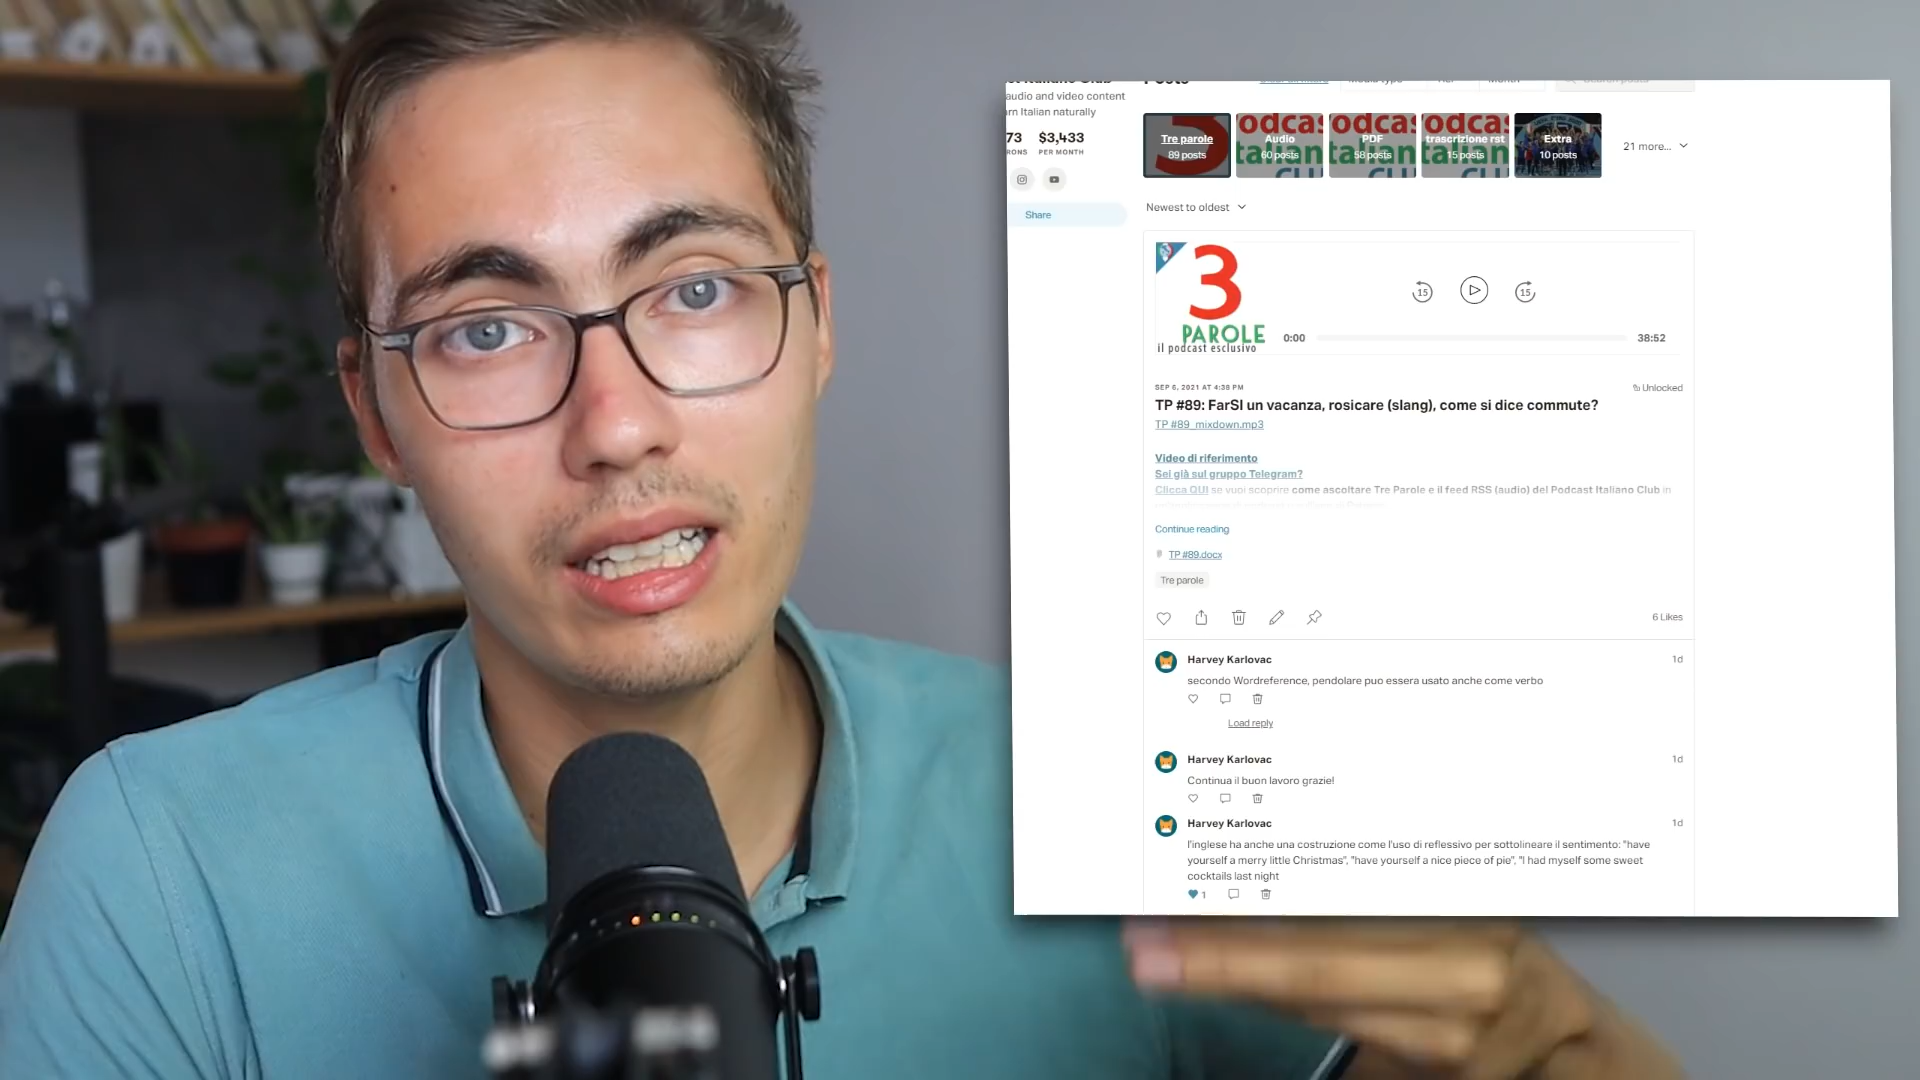 Posts
audio and video content
rn Italian naturally
73 $3,433
RONS PER MONTH
Share
Tre parole
89 posts
Audio
60 posts
PDF
58 posts
trascrizione rst
15 posts
Extra
10 posts
21 more...
Newest to oldest
3
PAROLE
il podcast esclusivo
15 15
0:00 38:52
SEP 6, 2021 AT 4:38 PM
Unlocked
TP #89: FarSI un vacanza, rosicare (slang), come si dice commute?
TP #89_mixdown.mp3
Video di riferimento
Sei già sul gruppo Telegram?
Clicca QUI se vuoi scoprire come ascoltare Tre Parole e il feed RSS (audio) del Podcast Italiano Club in
Continue reading
TP #89.docx
Tre parole
6 Likes
Harvey Karlovac 1d
secondo Wordreference, pendolare puo essera usato anche come verbo
Load reply
Harvey Karlovac 1d
Continua il buon lavoro grazie!
Harvey Karlovac 1d
l'inglese ha anche una costruzione come l'uso di reflessivo per sottolineare il sentimento: "have
yourself a merry little Christmas", "have yourself a nice piece of pie", "I had myself some sweet
cocktails last night
1